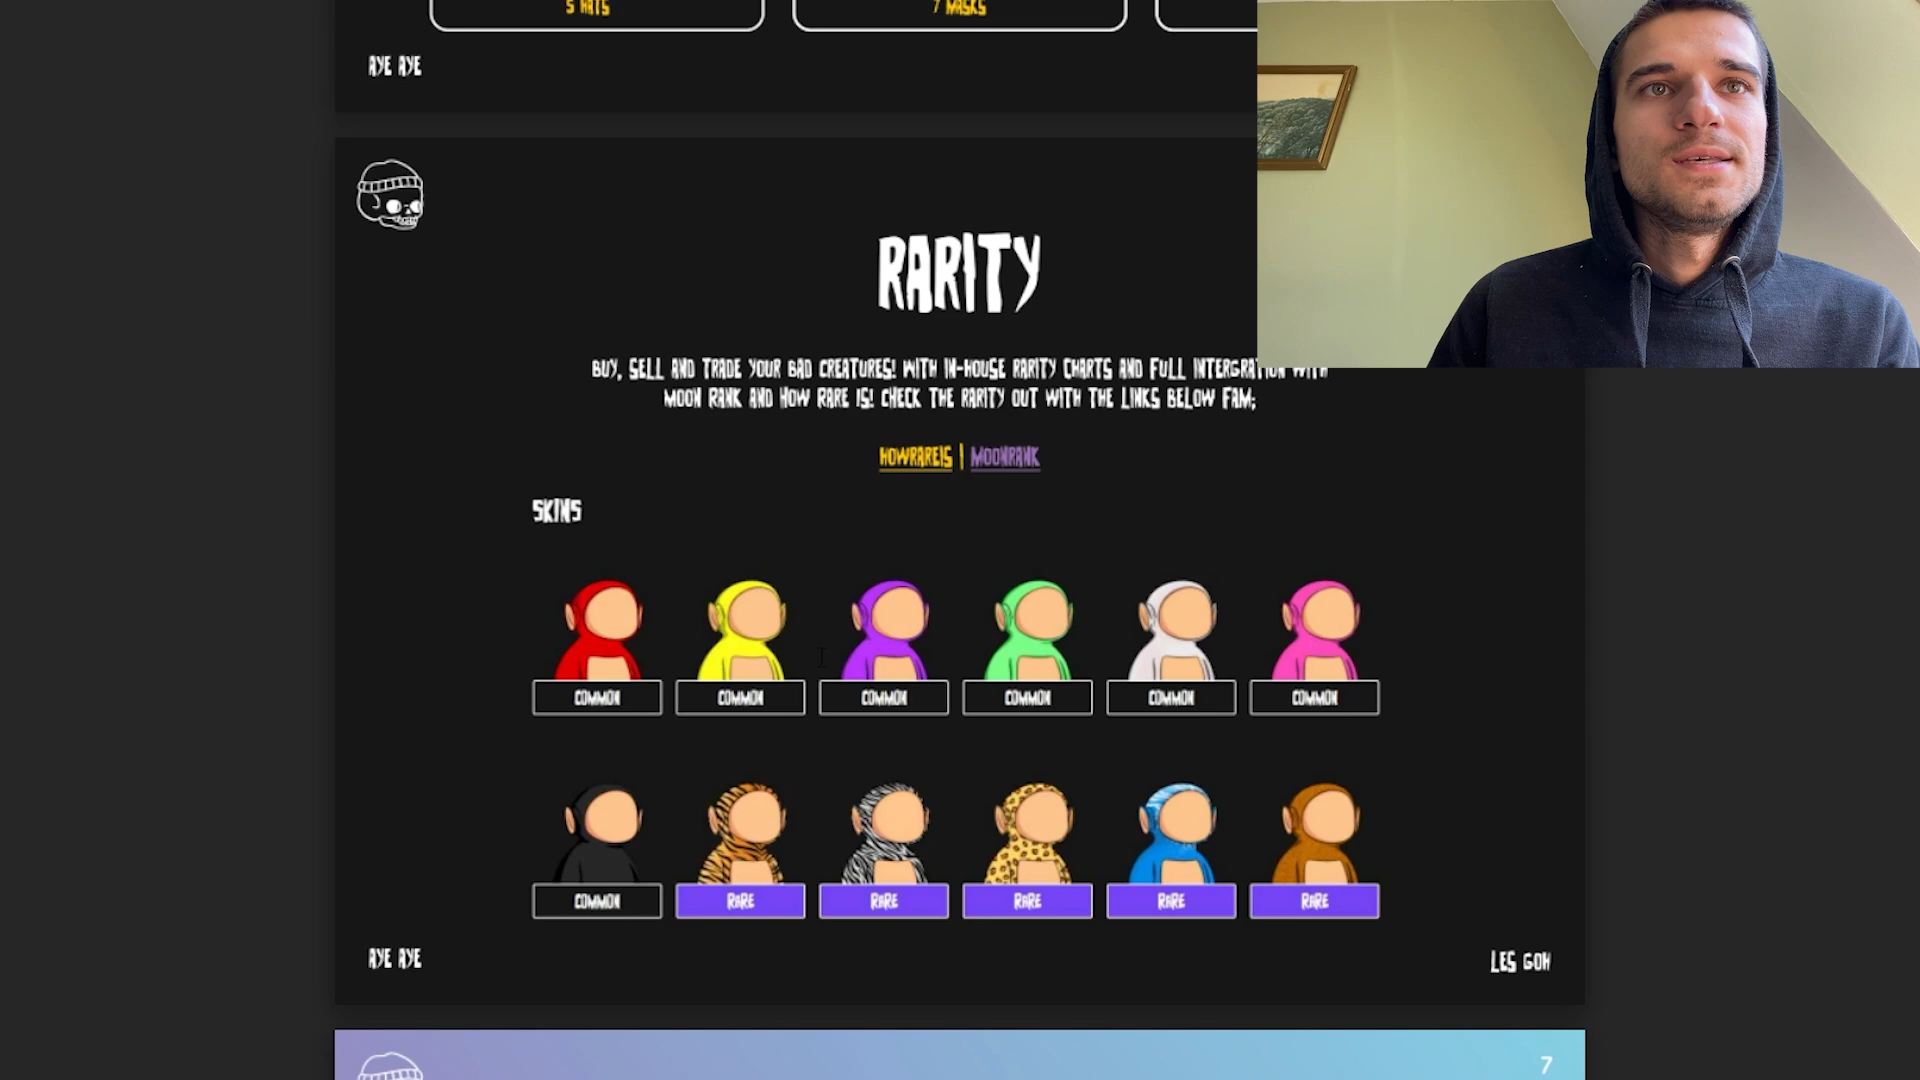 5 HATS
7 MASKS
AYE AYE
RARITY
BUY, SELL AND TRADE YOUR BAD CREATURES! WITH IN-HOUSE RARITY CHARTS AND FULL INTERGRATION WITH
MOON RANK AND HOW RARE IS! CHECK THE RARITY OUT WITH THE LINKS BELOW FAM;
HOWRAREIS | MOONRANK
SKINS
COMMON COMMON COMMON COMMON COMMON COMMON
COMMON RARE RARE RARE RARE RARE
AYE AYE
LES GOH
7